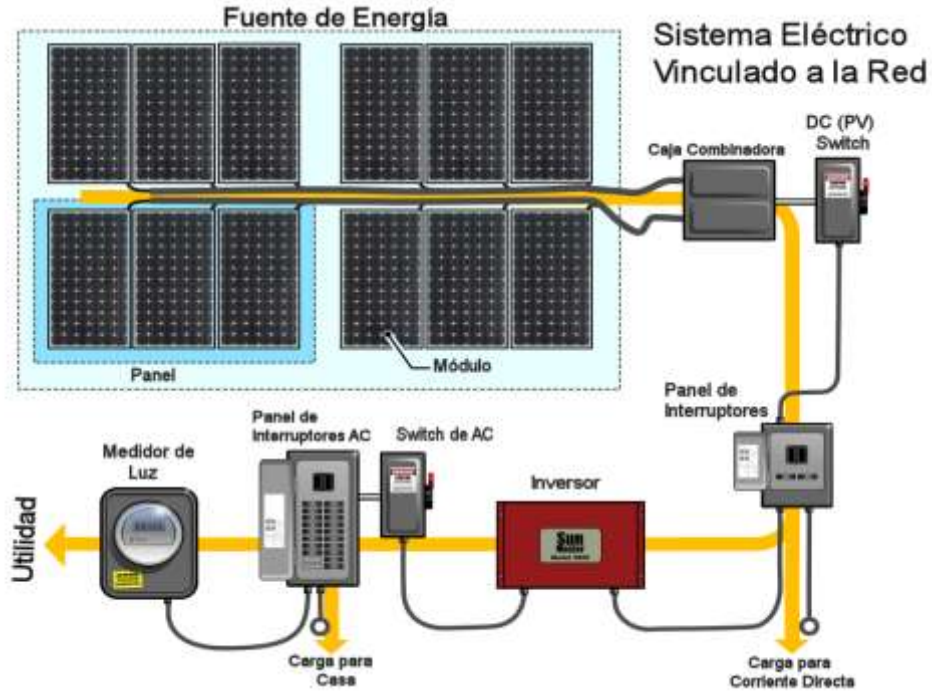 Fuente de Energía
Sistema Eléctrico
Vinculado a la Red
DC (PV)
Switch
Caja Combinadora
Módulo
Panel
Panel de
Interruptores
Panel de
Interruptores AC
Switch de AC
Medidor de
Luz
Inversor
Sun
Utilidad
Carga para
Casa
Carga para
Corriente Directa